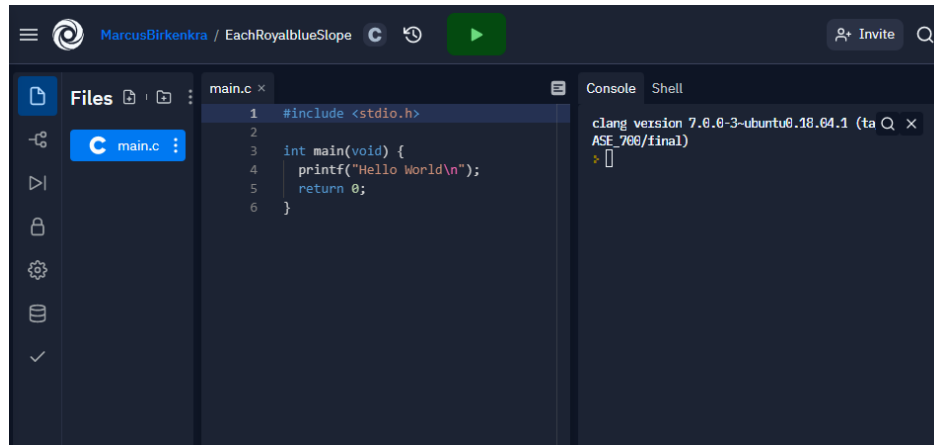 MarcusBirkenkra / EachRoyalblueSlope C
Invite
Files
C main.c
main.c ×
1 #include <stdio.h>
2
3 int main(void) {
4 printf("Hello World\n");
5 return 0;
6 }
Console Shell
clang version 7.0.0-3~ubuntu0.18.04.1 (ta
ASE_700/final)